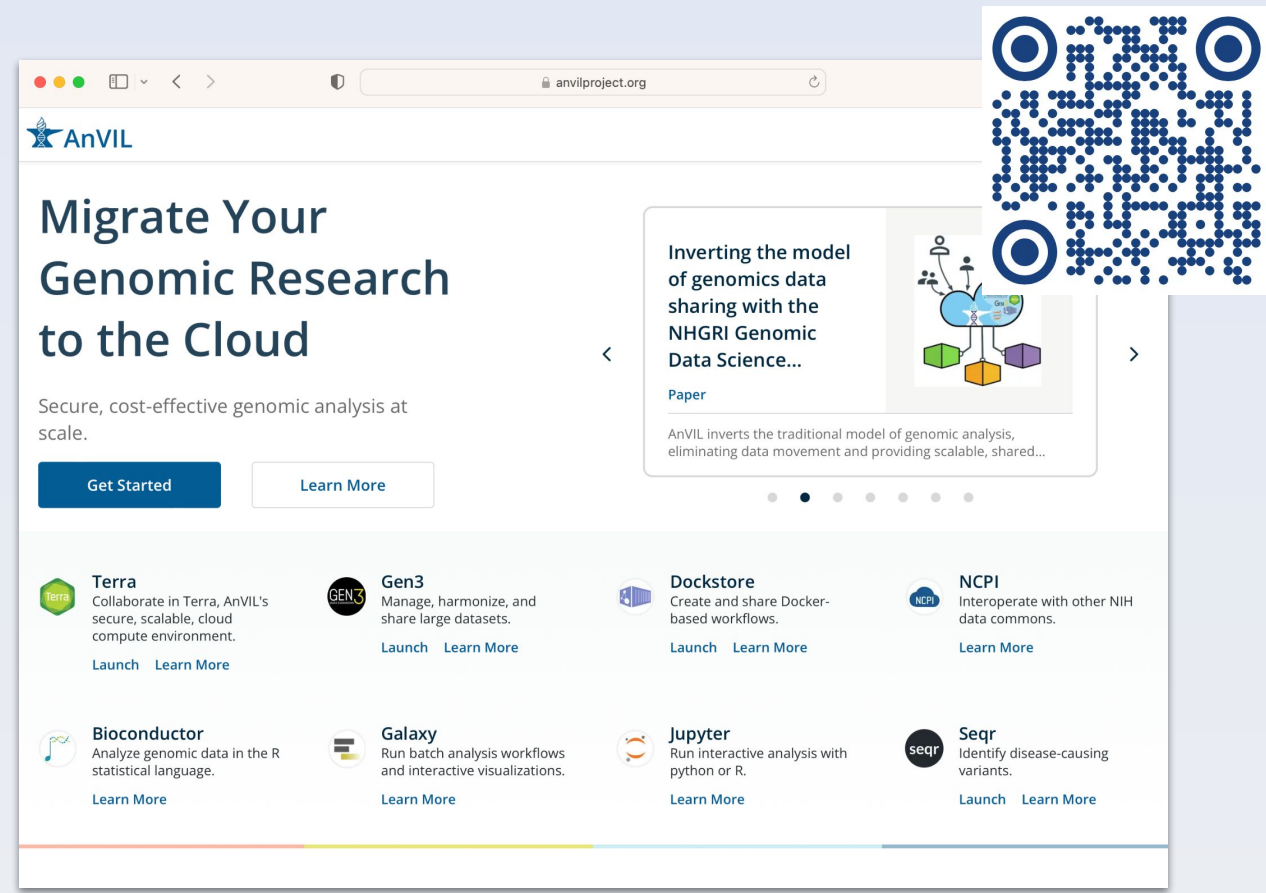 anvilproject.org
AnVIL
Migrate Your
Genomic Research
to the Cloud
Secure, cost-effective genomic analysis at
scale.
Get Started
Learn More
Inverting the model
of genomics data
sharing with the
NHGRI Genomic
Data Science...
Paper
AnVIL inverts the traditional model of genomic analysis,
eliminating data movement and providing scalable, shared...
Terra
Terra
Collaborate in Terra, AnVIL's
secure, scalable, cloud
compute environment.
Launch Learn More
GEN3
Gen3
Manage, harmonize, and
share large datasets.
Launch Learn More
Dockstore
Create and share Docker-
based workflows.
Launch Learn More
NCPI
NCPI
Interoperate with other NIH
data commons.
Learn More
Bioconductor
Analyze genomic data in the R
statistical language.
Learn More
Galaxy
Run batch analysis workflows
and interactive visualizations.
Learn More
Jupyter
Run interactive analysis with
python or R.
Learn More
seqr
Seqr
Identify disease-causing
variants.
Launch Learn More